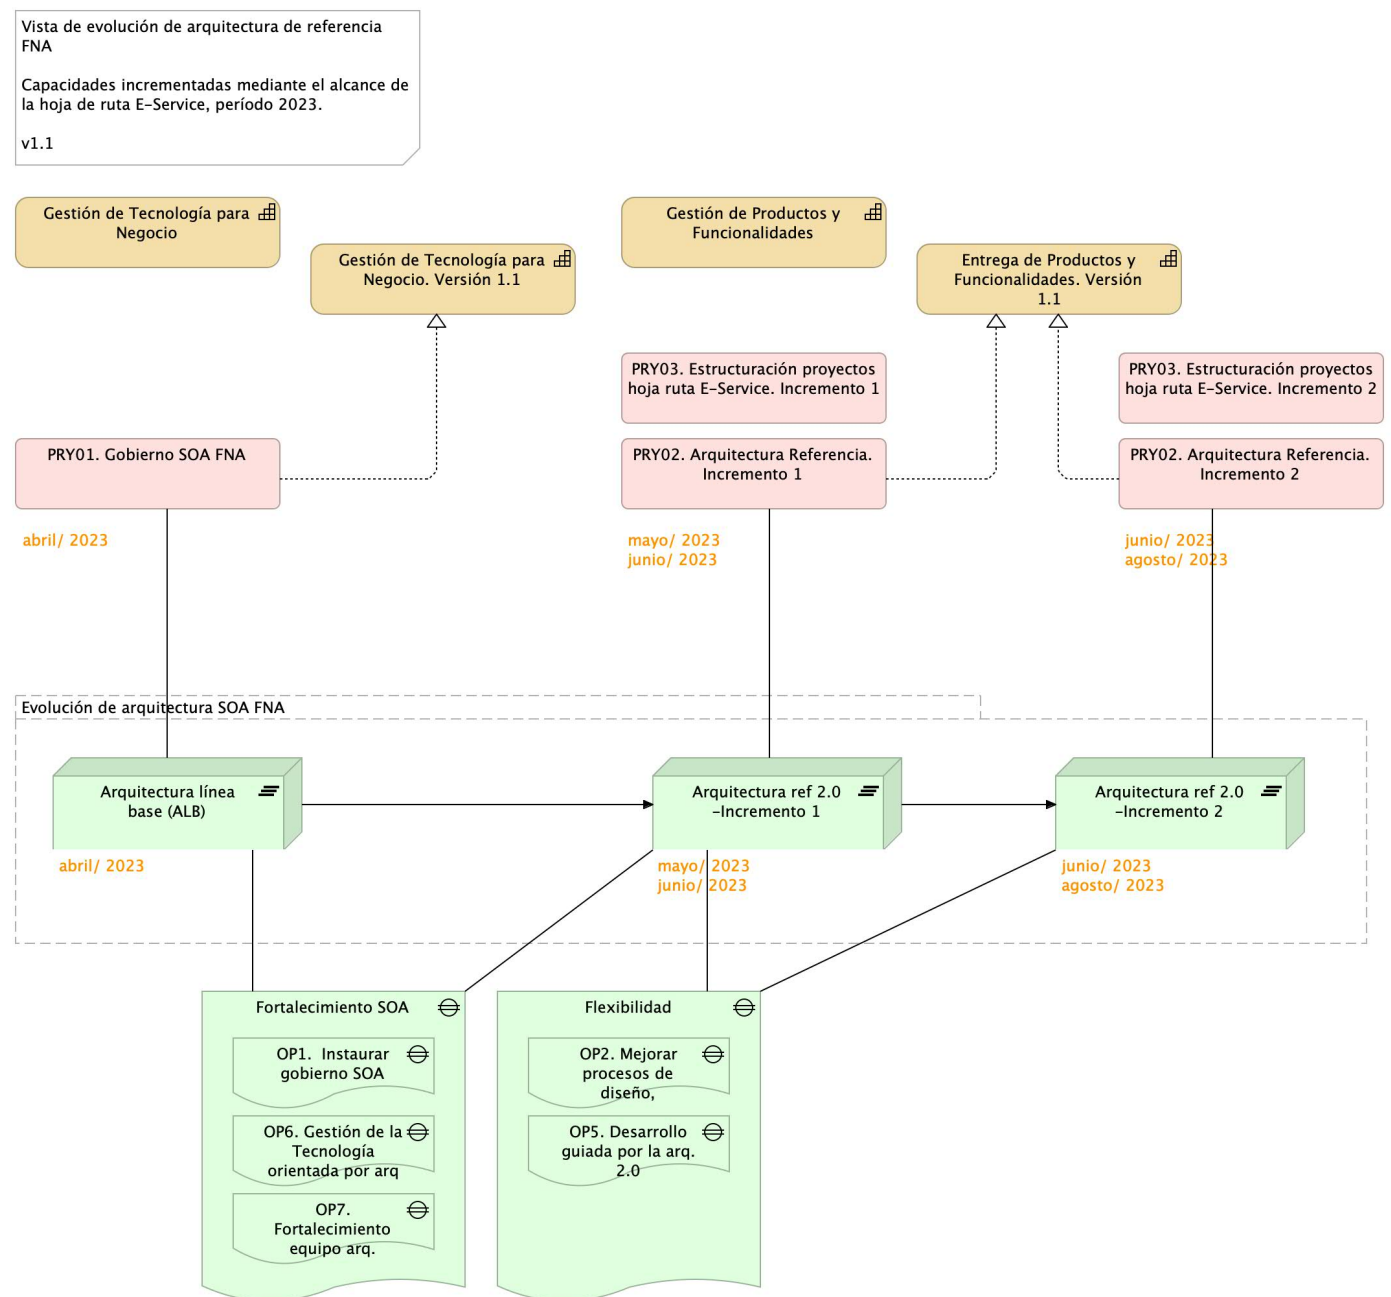 Vista de evolución de arquitectura de referencia
FNA
Capacidades incrementadas mediante el alcance de
la hoja de ruta E-Service, período 2023.
v1.1
Gestión de Tecnología para
Negocio
Gestión de Tecnología para
Negocio. Versión 1.1
Gestión de Productos y
Funcionalidades
Entrega de Productos y
Funcionalidades. Versión
1.1
PRY03. Estructuración proyectos
hoja ruta E-Service. Incremento 1
PRY03. Estructuración proyectos
hoja ruta E-Service. Incremento 2
PRY01. Gobierno SOA FNA
PRY02. Arquitectura Referencia.
Incremento 1
PRY02. Arquitectura Referencia.
Incremento 2
abril/ 2023
mayo/ 2023
junio/ 2023
junio/ 2023
agosto/ 2023
Evolución de arquitectura SOA FNA
Arquitectura línea
base (ALB)
Arquitectura ref 2.0
-Incremento 1
Arquitectura ref 2.0
-Incremento 2
abril/ 2023
mayo/ 2023
junio/ 2023
junio/ 2023
agosto/ 2023
Fortalecimiento SOA
OP1. Instaurar
gobierno SOA
OP6. Gestión de la
Tecnología
orientada por arq
OP7.
Fortalecimiento
equipo arq.
Flexibilidad
OP2. Mejorar
procesos de
diseño,
OP5. Desarrollo
guiada por la arq.
2.0